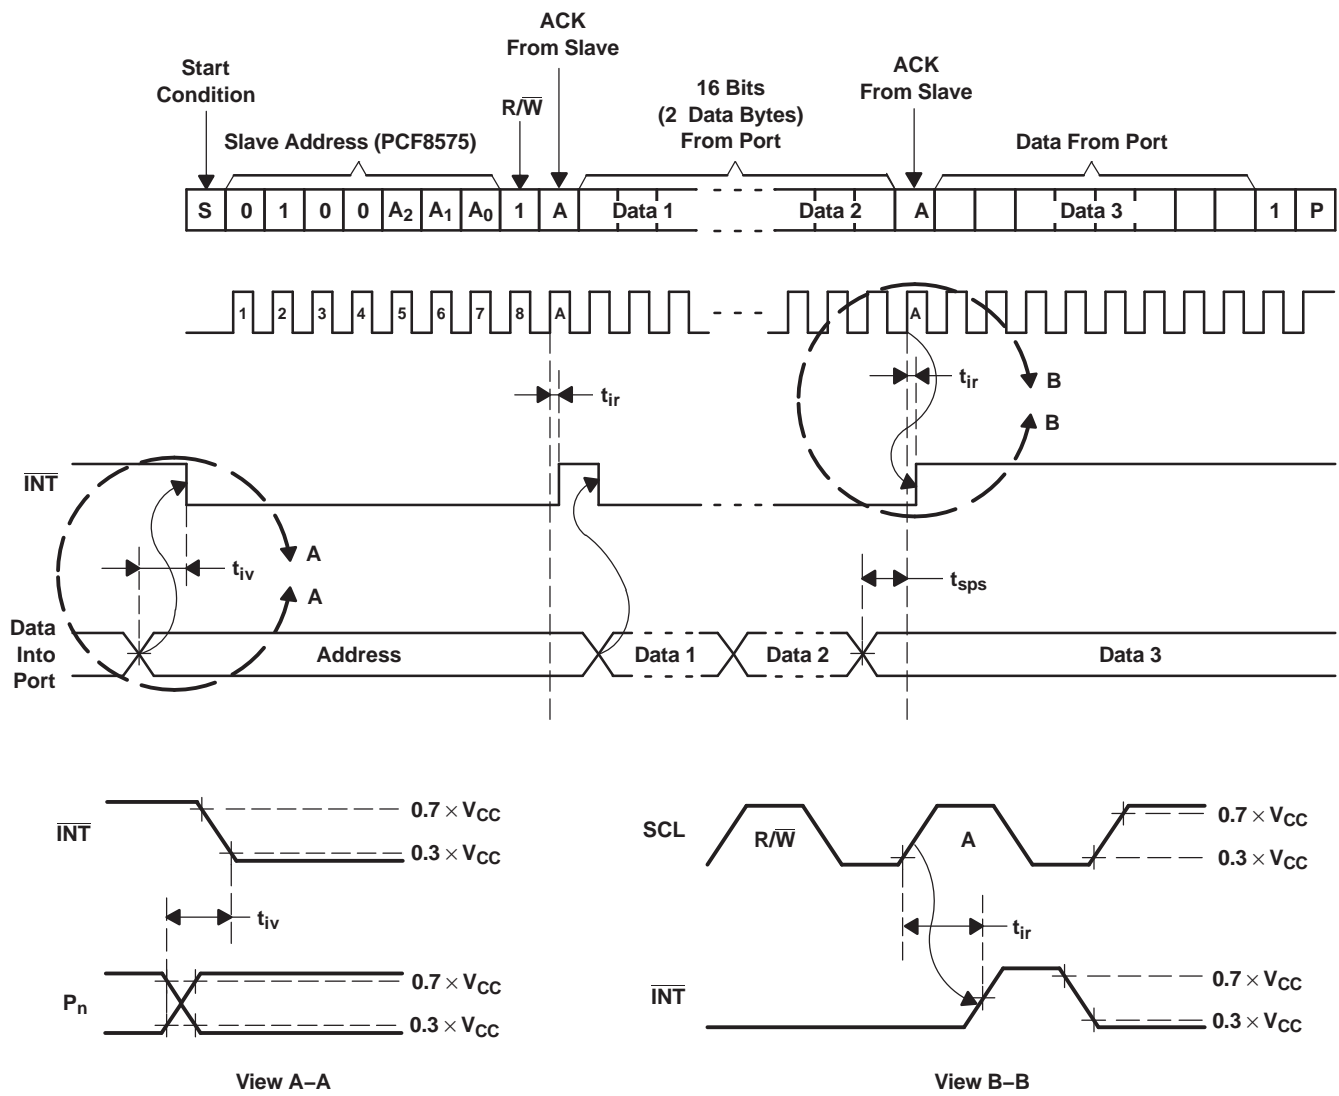 ACK
From Slave
Start
Condition
R/W̅
16 Bits
(2 Data Bytes)
From Port
ACK
From Slave
Slave Address (PCF8575)
Data From Port
S 0 1 0 0 A2 A1 A0 1 A Data 1 Data 2 A Data 3 1 P
1 2 3 4 5 6 7 8 A A
tir
tir
B
B
I̅N̅T̅
A
A
tiv
tsps
Data
Into
Port
Address
Data 1
Data 2
Data 3
I̅N̅T̅
0.7 × VCC
0.3 × VCC
tiv
Pn
0.7 × VCC
0.3 × VCC
View A–A
SCL
R/W̅
A
0.7 × VCC
0.3 × VCC
tir
I̅N̅T̅
0.7 × VCC
0.3 × VCC
View B–B